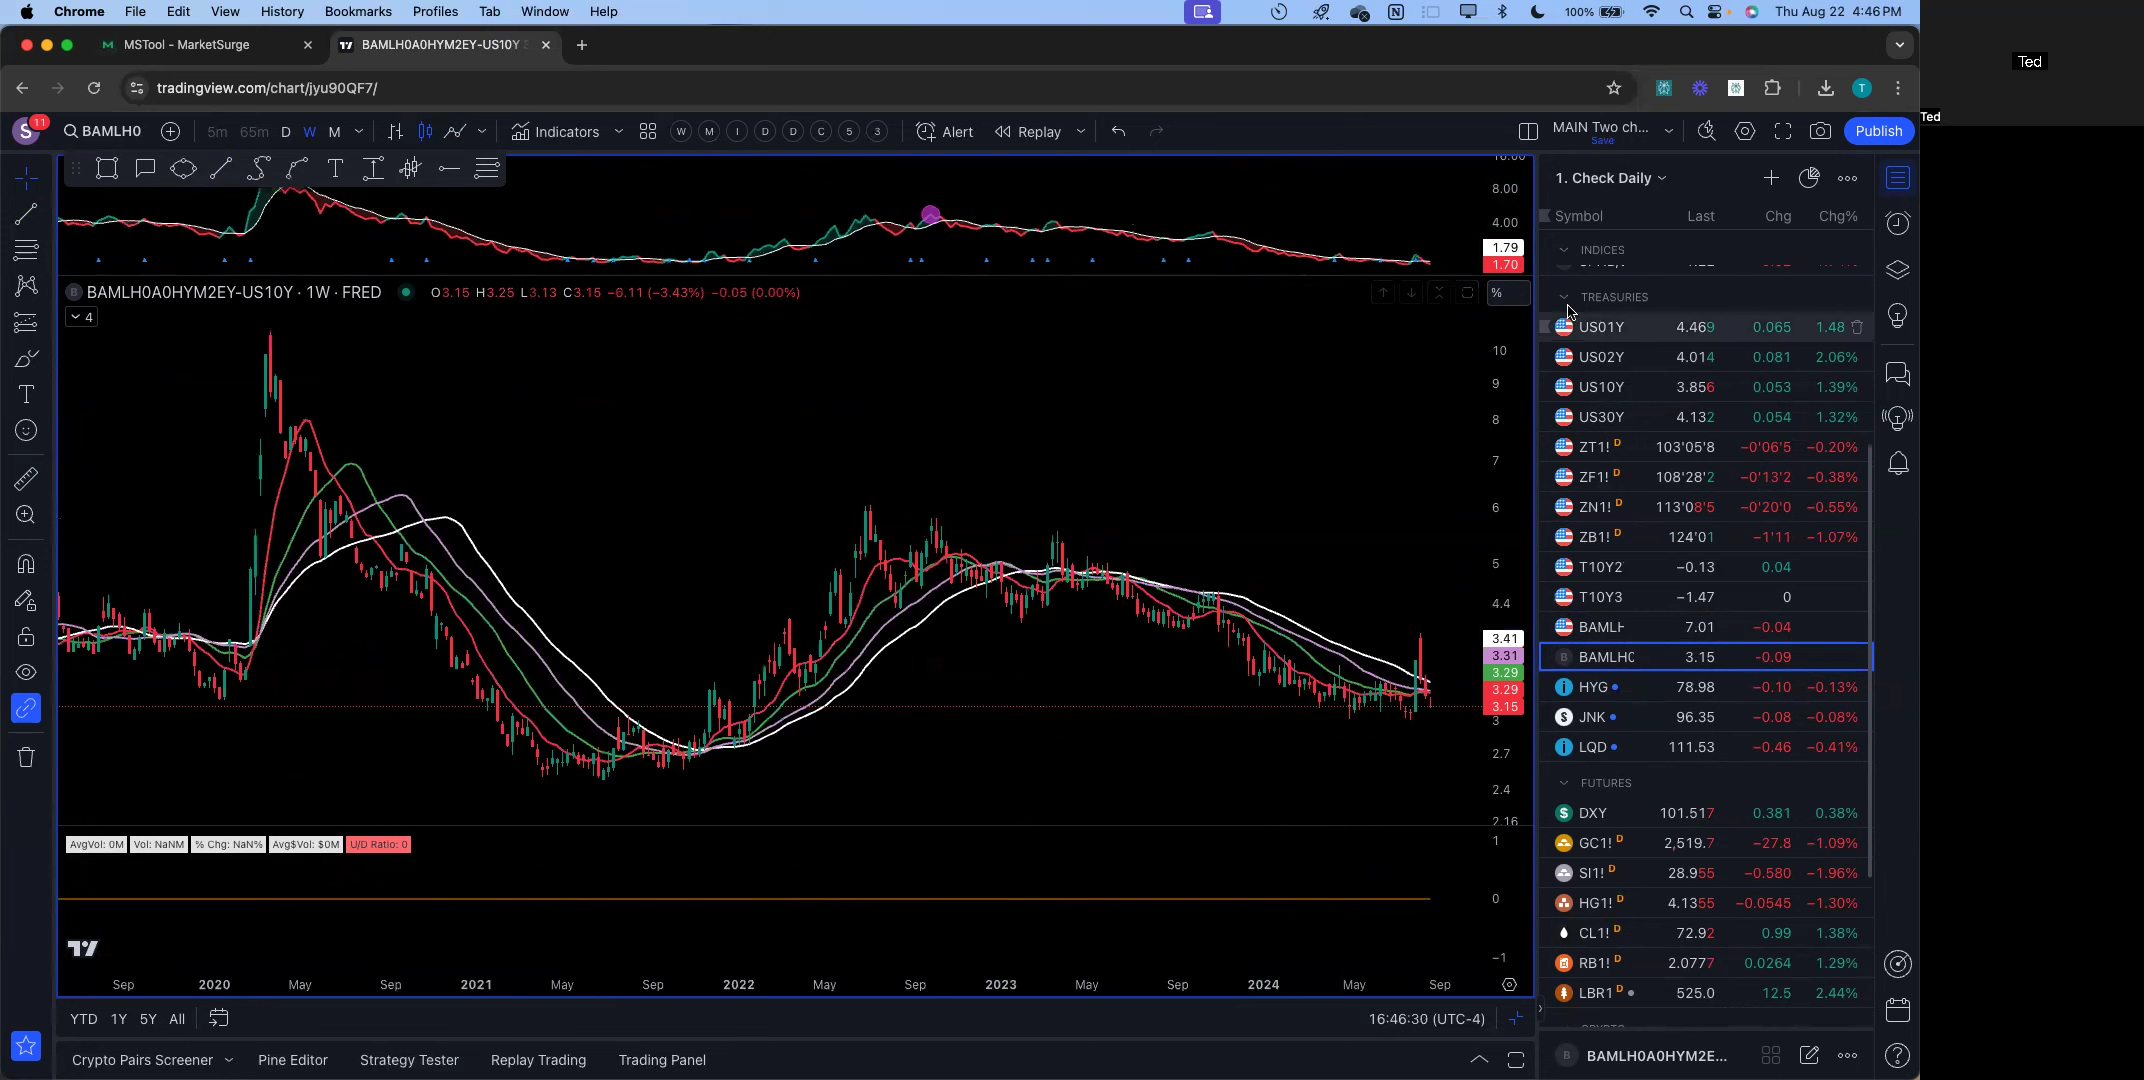 Chrome File Edit View History Bookmarks Profiles Tab Window Help 100% Thu Aug 22 4:46 PM
MSTool - MarketSurge BAMLH0A0HYM2EY-US10Y
tradingview.com/chart/jyu90QF7/
Ted
Ted
S 11 BAMLH0 5m 65m D W M Indicators W M I D D C 5 3 Alert Replay MAIN Two ch... Save Publish
1. Check Daily
Symbol Last Chg Chg%
INDICES
TREASURIES
US01Y 4.469 0.065 1.48
US02Y 4.014 0.081 2.06%
US10Y 3.856 0.053 1.39%
US30Y 4.132 0.054 1.32%
ZT1! D 103'05'8 −0'06'5 −0.20%
ZF1! D 108'28'2 −0'13'2 −0.38%
ZN1! D 113'08'5 −0'20'0 −0.55%
ZB1! D 124'01 −1'11 −1.07%
T10Y2 −0.13 0.04
T10Y3 −1.47 0
BAMLH 7.01 −0.04
BAMLHC 3.15 -0.09
HYG 78.98 −0.10 −0.13%
JNK 96.35 −0.08 −0.08%
LQD 111.53 −0.46 −0.41%
FUTURES
DXY 101.517 0.381 0.38%
GC1! D 2,519.7 −27.8 −1.09%
SI1! D 28.955 −0.580 −1.96%
HG1! D 4.1355 −0.0545 −1.30%
CL1! D 72.92 0.99 1.38%
RB1! D 2.0777 0.0264 1.29%
LBR1 D 525.0 12.5 2.44%
BAMLH0A0HYM2E...
16.00
8.00
4.00
1.79
1.70
BAMLH0A0HYM2EY-US10Y · 1W · FRED O3.15 H3.25 L3.13 C3.15 −0.11 (−3.43%) −0.05 (0.00%) %
4
10
9
8
7
6
5
4.4
3.41
3.31
3.29
3.29
3.15
3
2.7
2.4
2.16
AvgVol: 0M Vol: NaNM % Chg: NaN% Avg$Vol: $0M U/D Ratio: 0
1
0
−1
Sep 2020 May Sep 2021 May Sep 2022 May Sep 2023 May Sep 2024 May Sep
YTD 1Y 5Y All 16:46:30 (UTC-4)
Crypto Pairs Screener Pine Editor Strategy Tester Replay Trading Trading Panel